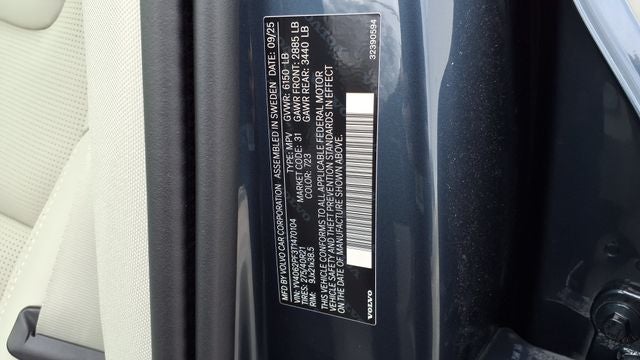 MFD BY: VOLVO CAR CORPORATION ASSEMBLED IN SWEDEN DATE: 09/25
VIN: YV4062PF3T1470104 TYPE: MPV GVWR: 6150 LB
TIRES: 275/40R21 MARKET CODE: 31 GAWR FRONT: 2885 LB
RIM: 9Jx21x38.5 COLOR: 723 GAWR REAR: 3440 LB
THIS VEHICLE CONFORMS TO ALL APPLICABLE FEDERAL MOTOR
VEHICLE SAFETY AND THEFT PREVENTION STANDARDS IN EFFECT
ON THE DATE OF MANUFACTURE SHOWN ABOVE.
VOLVO 32390594